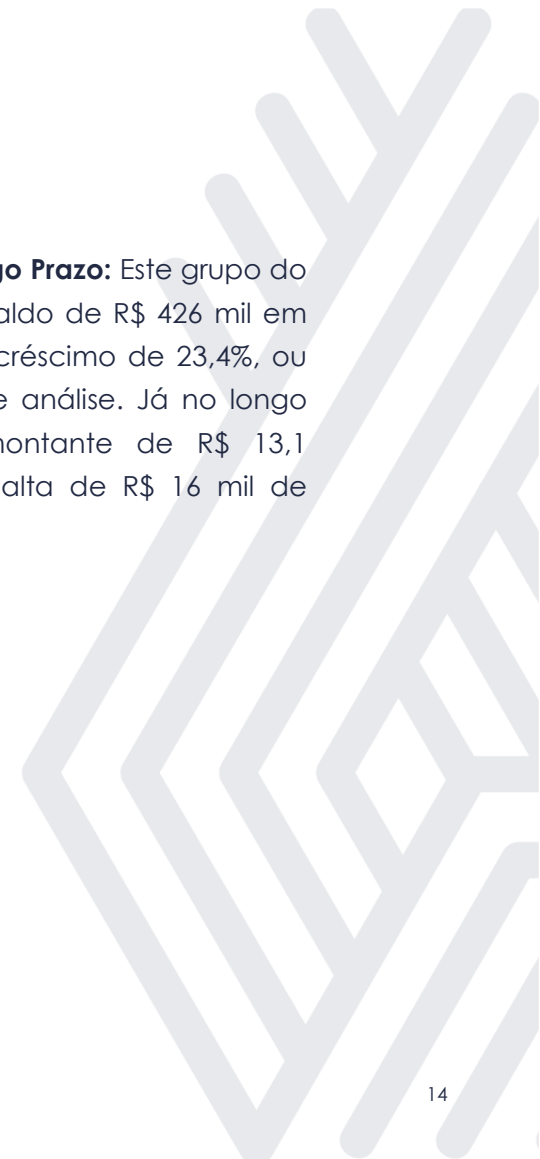 go Prazo: Este grupo do
aldo de R$ 426 mil em
créscimo de 23,4%, ou
e análise. Já no longo
nontante de R$ 13,1
alta de R$ 16 mil de
14